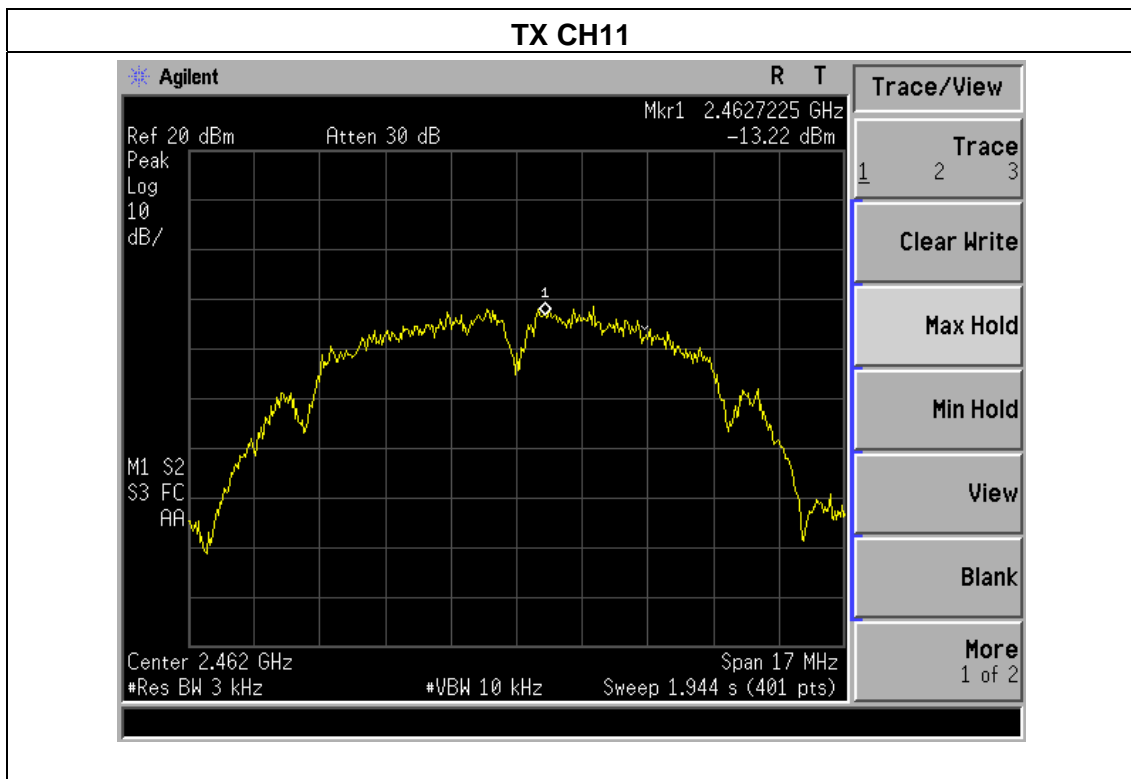 TX CH11
Agilent R T
Mkr1 2.4627225 GHz
Ref 20 dBm Atten 30 dB -13.22 dBm
Peak
Log
10
dB/
1
M1 S2
S3 FC
AA
Center 2.462 GHz Span 17 MHz
#Res BW 3 kHz #VBW 10 kHz Sweep 1.944 s (401 pts)
Trace/View
Trace
1 2 3
Clear Write
Max Hold
Min Hold
View
Blank
More
1 of 2